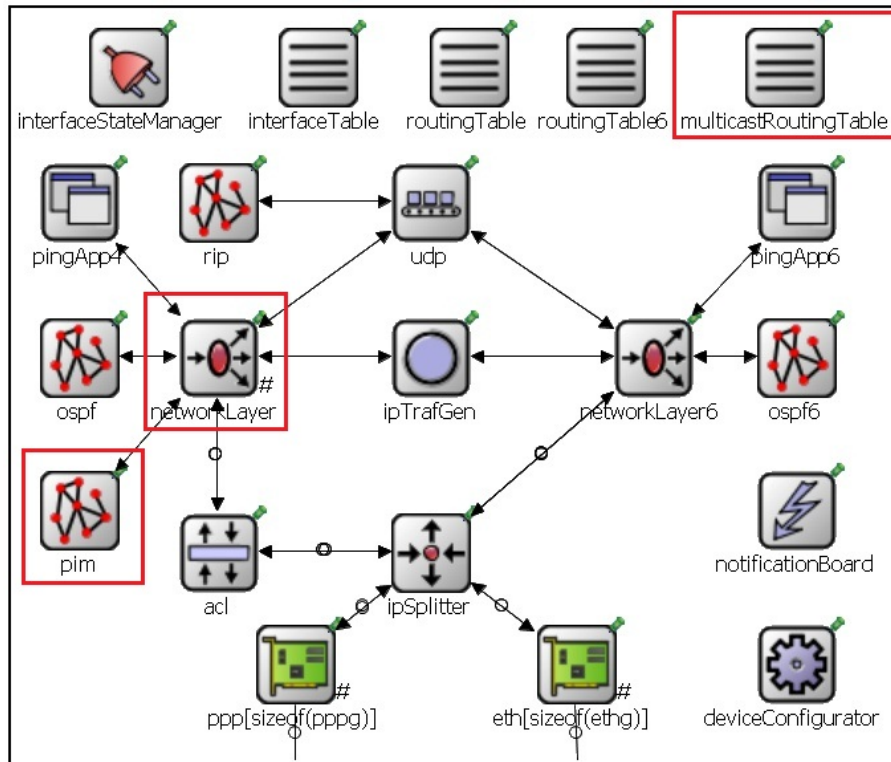 interfaceStateManager interfaceTable routingTable routingTable6 multicastRoutingTable
pingApp4 rip udp pingApp6
#
ospf networkLayer ipTrafGen networkLayer6 ospf6
pim acl ipSplitter notificationBoard
# #
ppp[sizeof(pppg)] eth[sizeof(ethg)] deviceConfigurator